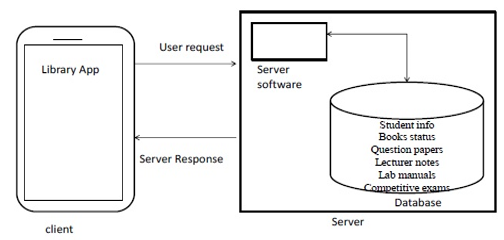 Library App
User request
Server Response
client
Server
software
Student info
Books status
Question papers
Lecturer notes
Lab manuals
Competitive exams
Database
Server